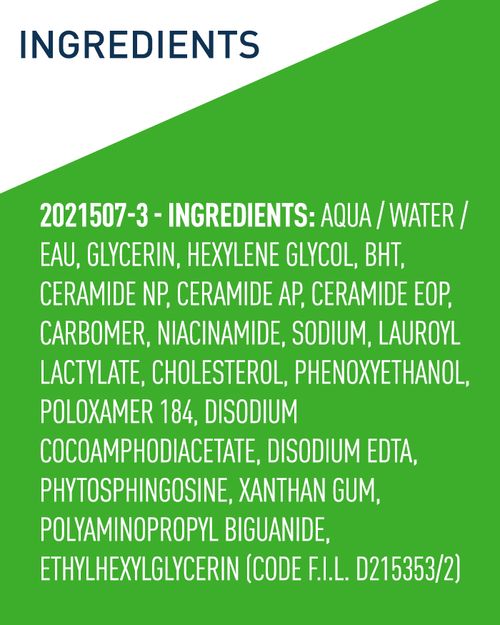 INGREDIENTS
2021507-3 - INGREDIENTS: AQUA / WATER /
EAU, GLYCERIN, HEXYLENE GLYCOL, BHT,
CERAMIDE NP, CERAMIDE AP, CERAMIDE EOP,
CARBOMER, NIACINAMIDE, SODIUM, LAUROYL
LACTYLATE, CHOLESTEROL, PHENOXYETHANOL,
POLOXAMER 184, DISODIUM
COCOAMPHODIACETATE, DISODIUM EDTA,
PHYTOSPHINGOSINE, XANTHAN GUM,
POLYAMINOPROPYL BIGUANIDE,
ETHYLHEXYLGLYCERIN (CODE F.I.L. D215353/2)